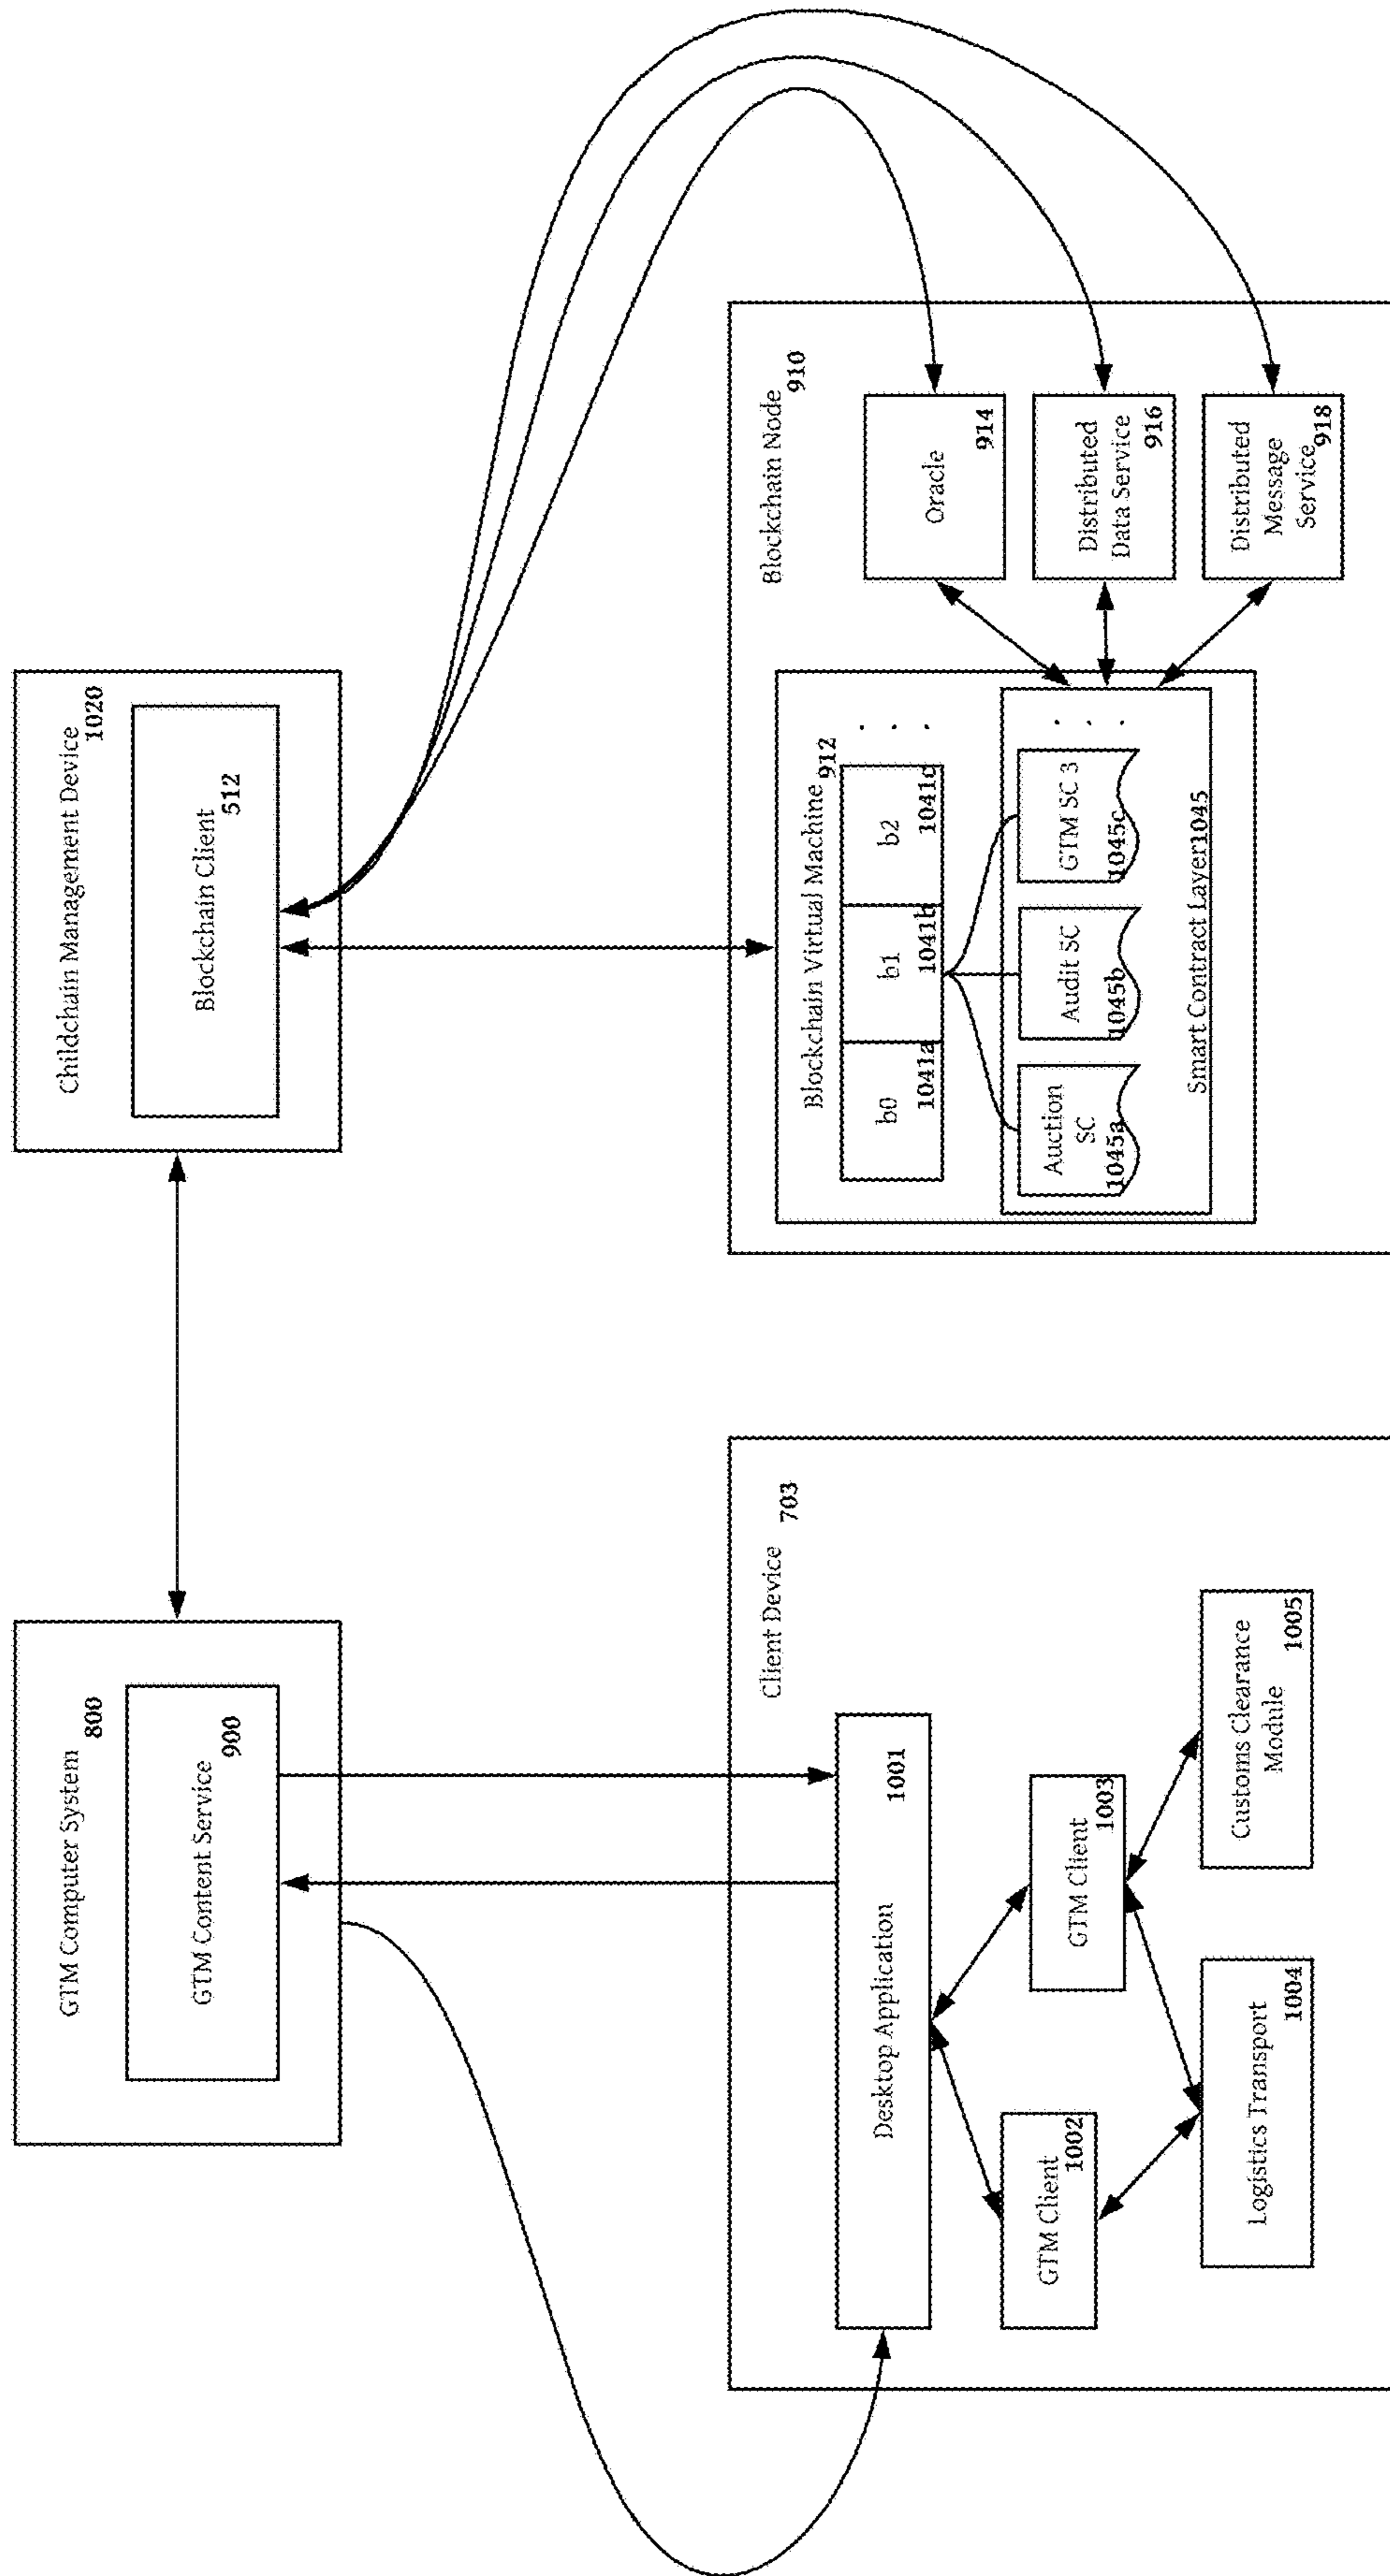 GTM Computer System
800
GTM Content Service
900
Childchain Management Device
1020
Blockchain Client
512
Client Device
703
Desktop Application
1001
GTM Client
1002
GTM Client
1003
Logistics Transport
1004
Customs Clearance
Module
1005
Blockchain Node
910
Blockchain Virtual Machine
912
b0
1041a
b1
1041b
b2
1041c
. . .
Auction
SC
1045a
Audit SC
1045b
GTM SC 3
1045c
. . .
Smart Contract Layer1045
Oracle
914
Distributed
Data Service
916
Distributed
Message
Service
918